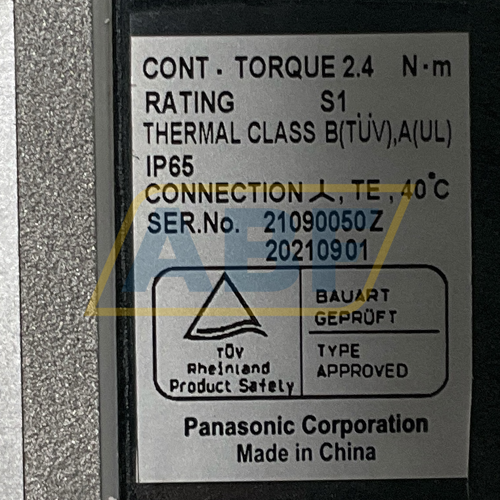 CONT. TORQUE 2.4 N·m
RATING S1
THERMAL CLASS B(TÜV),A(UL)
IP65
CONNECTION ⅄, TE, 40°C
SER.No. 21090050Z
20210901
ABI
TÜV
Rheinland
Product Safety
BAUART
GEPRÜFT
TYPE
APPROVED
Panasonic Corporation
Made in China